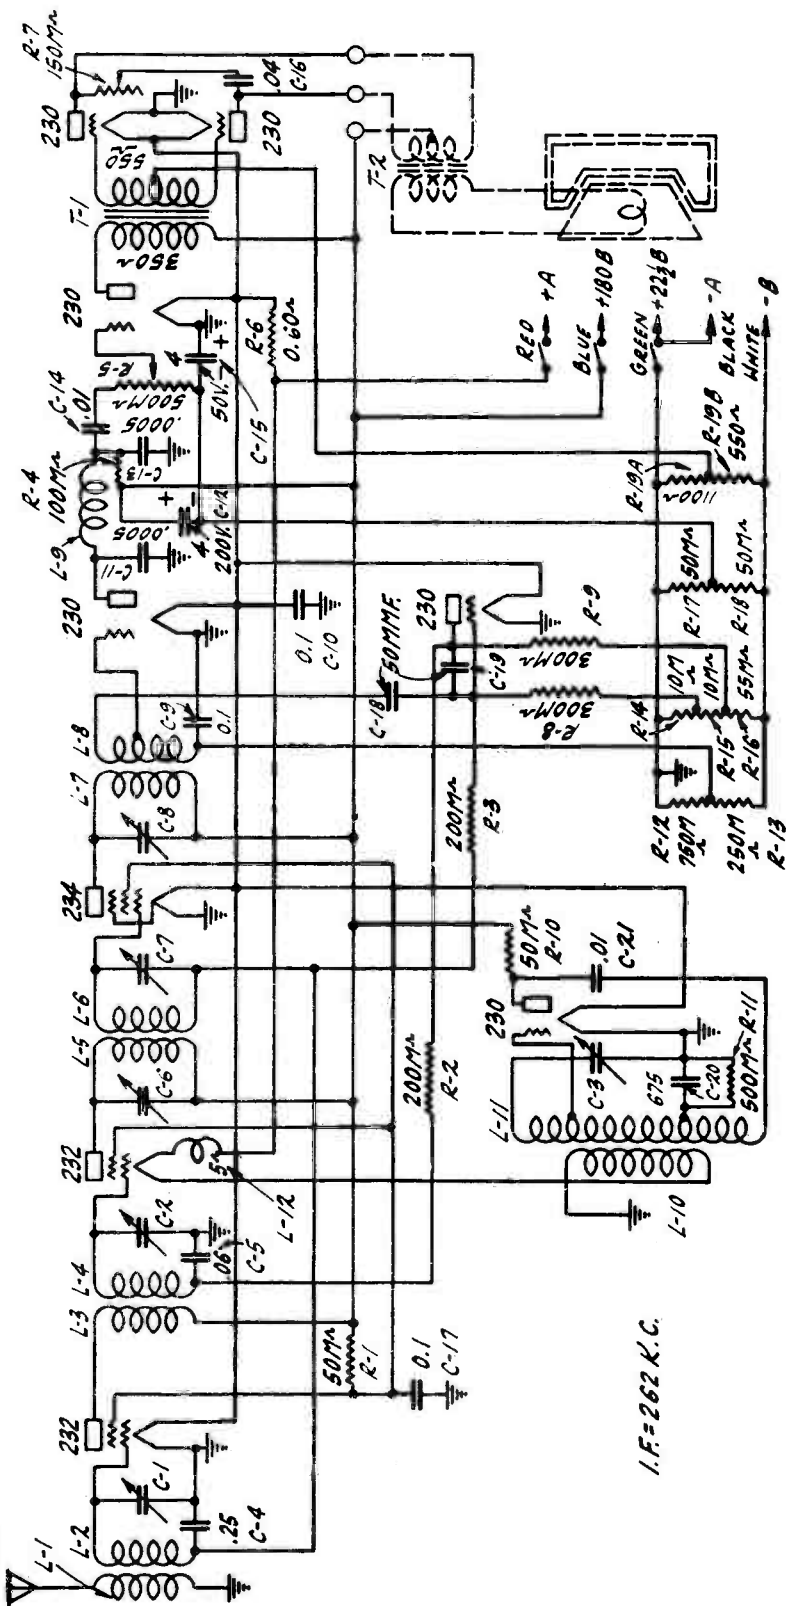 L-1
L-2
C-1
.25
C-4
232
L-3
L-4
C-2
.06
C-5
232
5Ω
L-12
L-5
C-6
L-6
C-7
234
C-8
L-7
L-8
C-9
0.1
230
0.1
C-10
L-9
C-11
.0005
R-4
100MΩ
+
-
4
200V.
C-12
C-13
.0005
C-14
.01
500MΩ
R-5
230
4
50V.
+
-
C-15
R-6
0.60Ω
T-1
350Ω
550
Ω
230
230
R-7
150MΩ
.04
C-16
T-2
50MΩ
R-1
0.1
C-17
200MΩ
R-2
200MΩ
R-3
C-18
50MMF.
C-19
230
300MΩ
R-8
300MΩ
R-9
RED
+A
BLUE
+180B
GREEN
+22½B
BLACK
-A
WHITE
-B
R-12
750M
Ω
250M
Ω
R-13
R-14
10M
Ω
10M
Ω
55M
R-15
R-16
R-17
50MΩ
50MΩ
R-18
R-19A
1100Ω
R-19B
550Ω
L-10
L-11
230
50MΩ
R-10
.01
C-21
C-3
675
C-20
500MΩ
R-11
I.F.=262 K.C.